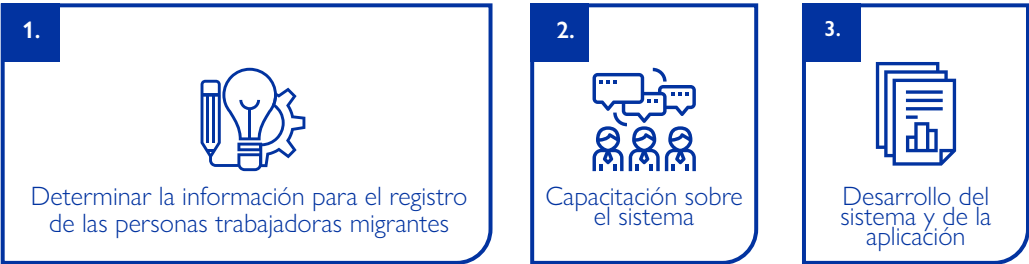 1.
Determinar la información para el registro
de las personas trabajadoras migrantes
2.
Capacitación sobre
el sistema
3.
Desarrollo del
sistema y de la
aplicación